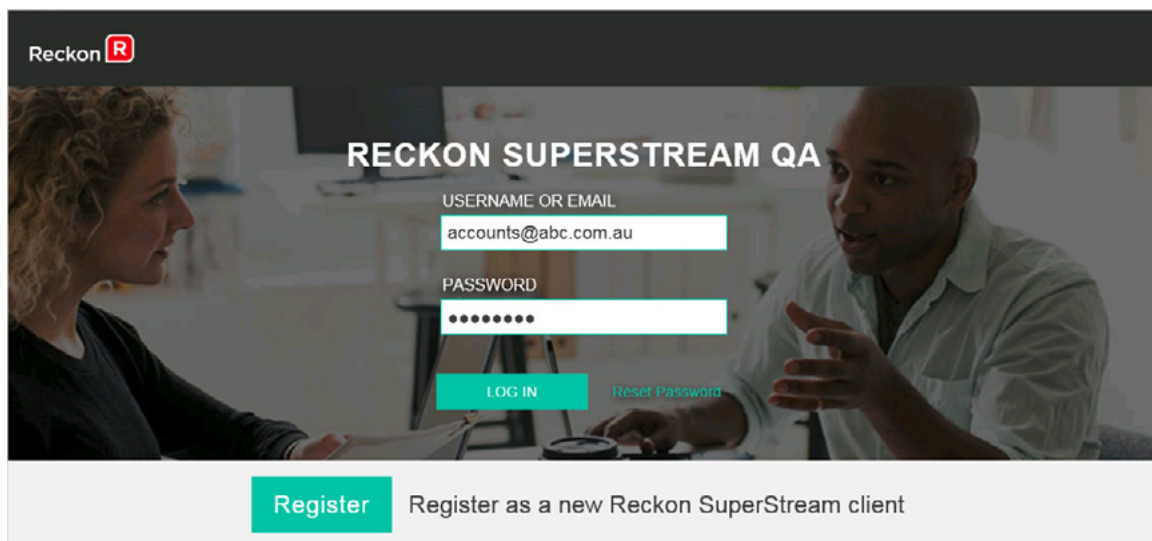 Reckon R
RECKON SUPERSTREAM QA
USERNAME OR EMAIL
accounts@abc.com.au
PASSWORD
●●●●●●●●
LOG IN Reset Password
Register Register as a new Reckon SuperStream client